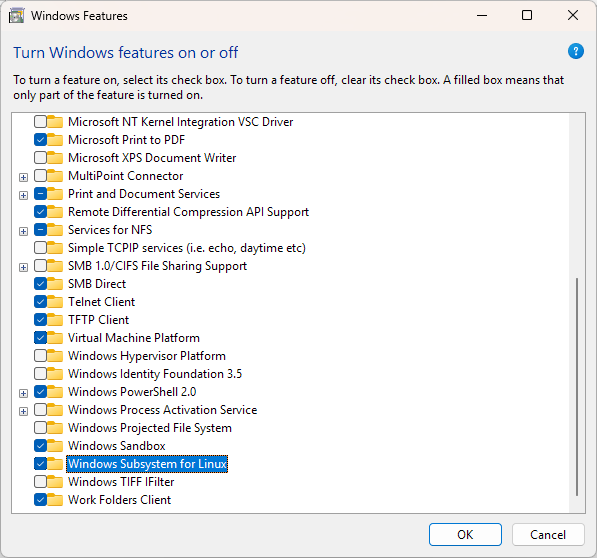 Windows Features
Turn Windows features on or off
?
To turn a feature on, select its check box. To turn a feature off, clear its check box. A filled box means that
only part of the feature is turned on.
Microsoft NT Kernel Integration VSC Driver
Microsoft Print to PDF
Microsoft XPS Document Writer
MultiPoint Connector
Print and Document Services
Remote Differential Compression API Support
Services for NFS
Simple TCPIP services (i.e. echo, daytime etc)
SMB 1.0/CIFS File Sharing Support
SMB Direct
Telnet Client
TFTP Client
Virtual Machine Platform
Windows Hypervisor Platform
Windows Identity Foundation 3.5
Windows PowerShell 2.0
Windows Process Activation Service
Windows Projected File System
Windows Sandbox
Windows Subsystem for Linux
Windows TIFF IFilter
Work Folders Client
OK
Cancel